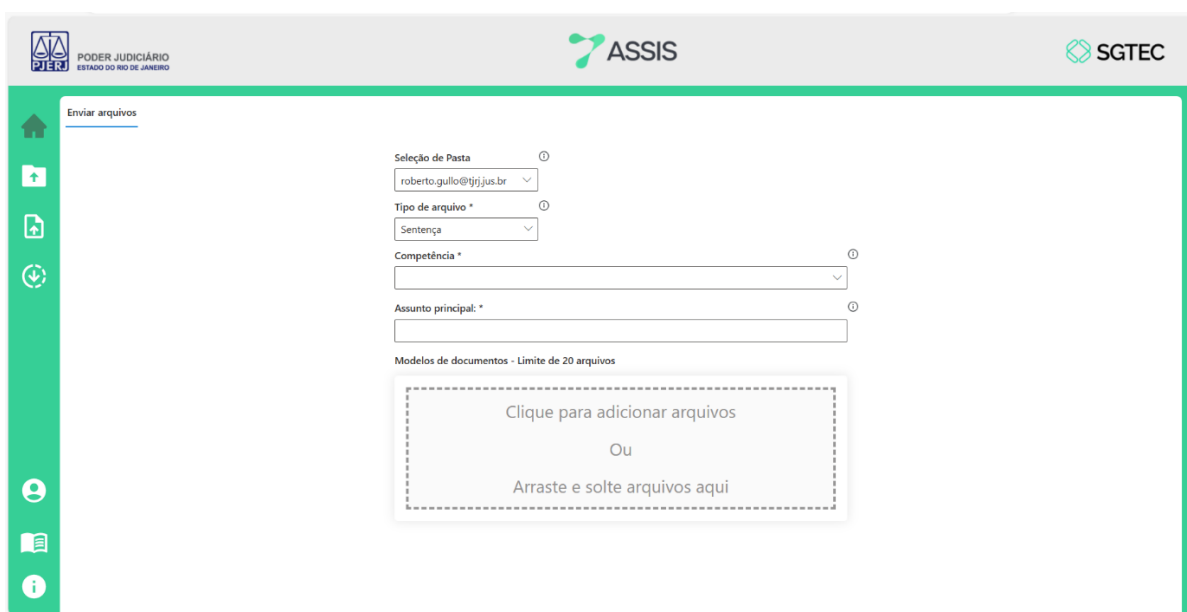 PJERJ
PODER JUDICIÁRIO
ESTADO DO RIO DE JANEIRO
ASSIS
SGTEC
Enviar arquivos
Seleção de Pasta
roberto.gullo@tjrj.jus.br
Tipo de arquivo *
Sentença
Competência *
Assunto principal: *
Modelos de documentos - Limite de 20 arquivos
Clique para adicionar arquivos
Ou
Arraste e solte arquivos aqui